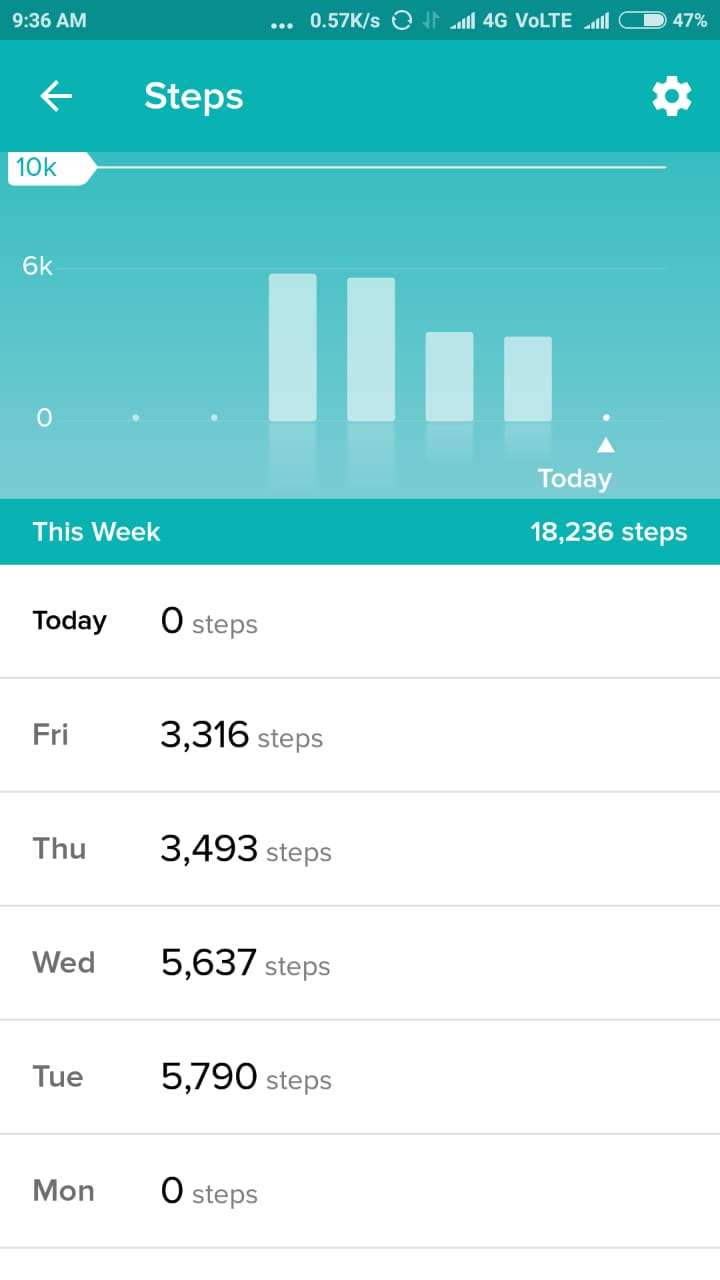 9:36 AM ... 0.57K/s 4G VoLTE 47%
Steps
10k
6k
0
Today
This Week 18,236 steps
Today 0 steps
Fri 3,316 steps
Thu 3,493 steps
Wed 5,637 steps
Tue 5,790 steps
Mon 0 steps